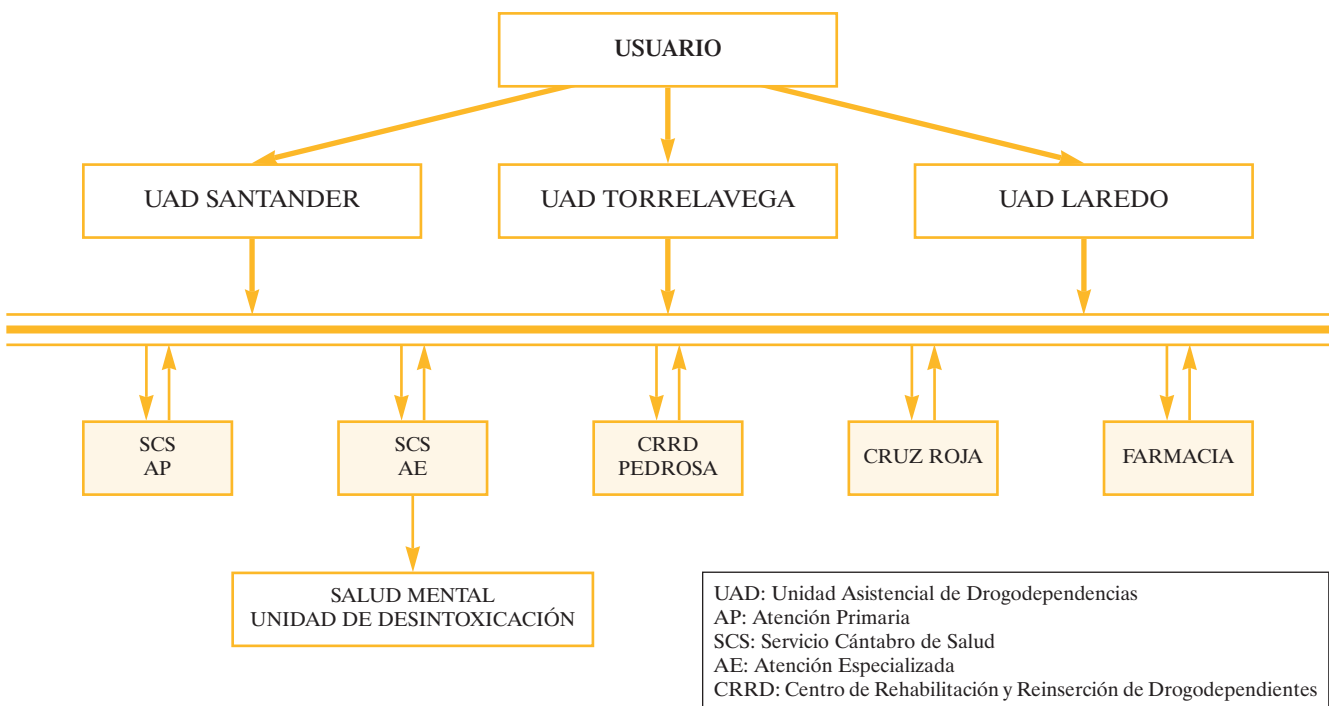 USUARIO
UAD SANTANDER
UAD TORRELAVEGA
UAD LAREDO
SCS
AP
SCS
AE
CRRD
PEDROSA
CRUZ ROJA
FARMACIA
SALUD MENTAL
UNIDAD DE DESINTOXICACIÓN
UAD: Unidad Asistencial de Drogodependencias
AP: Atención Primaria
SCS: Servicio Cántabro de Salud
AE: Atención Especializada
CRRD: Centro de Rehabilitación y Reinserción de Drogodependientes